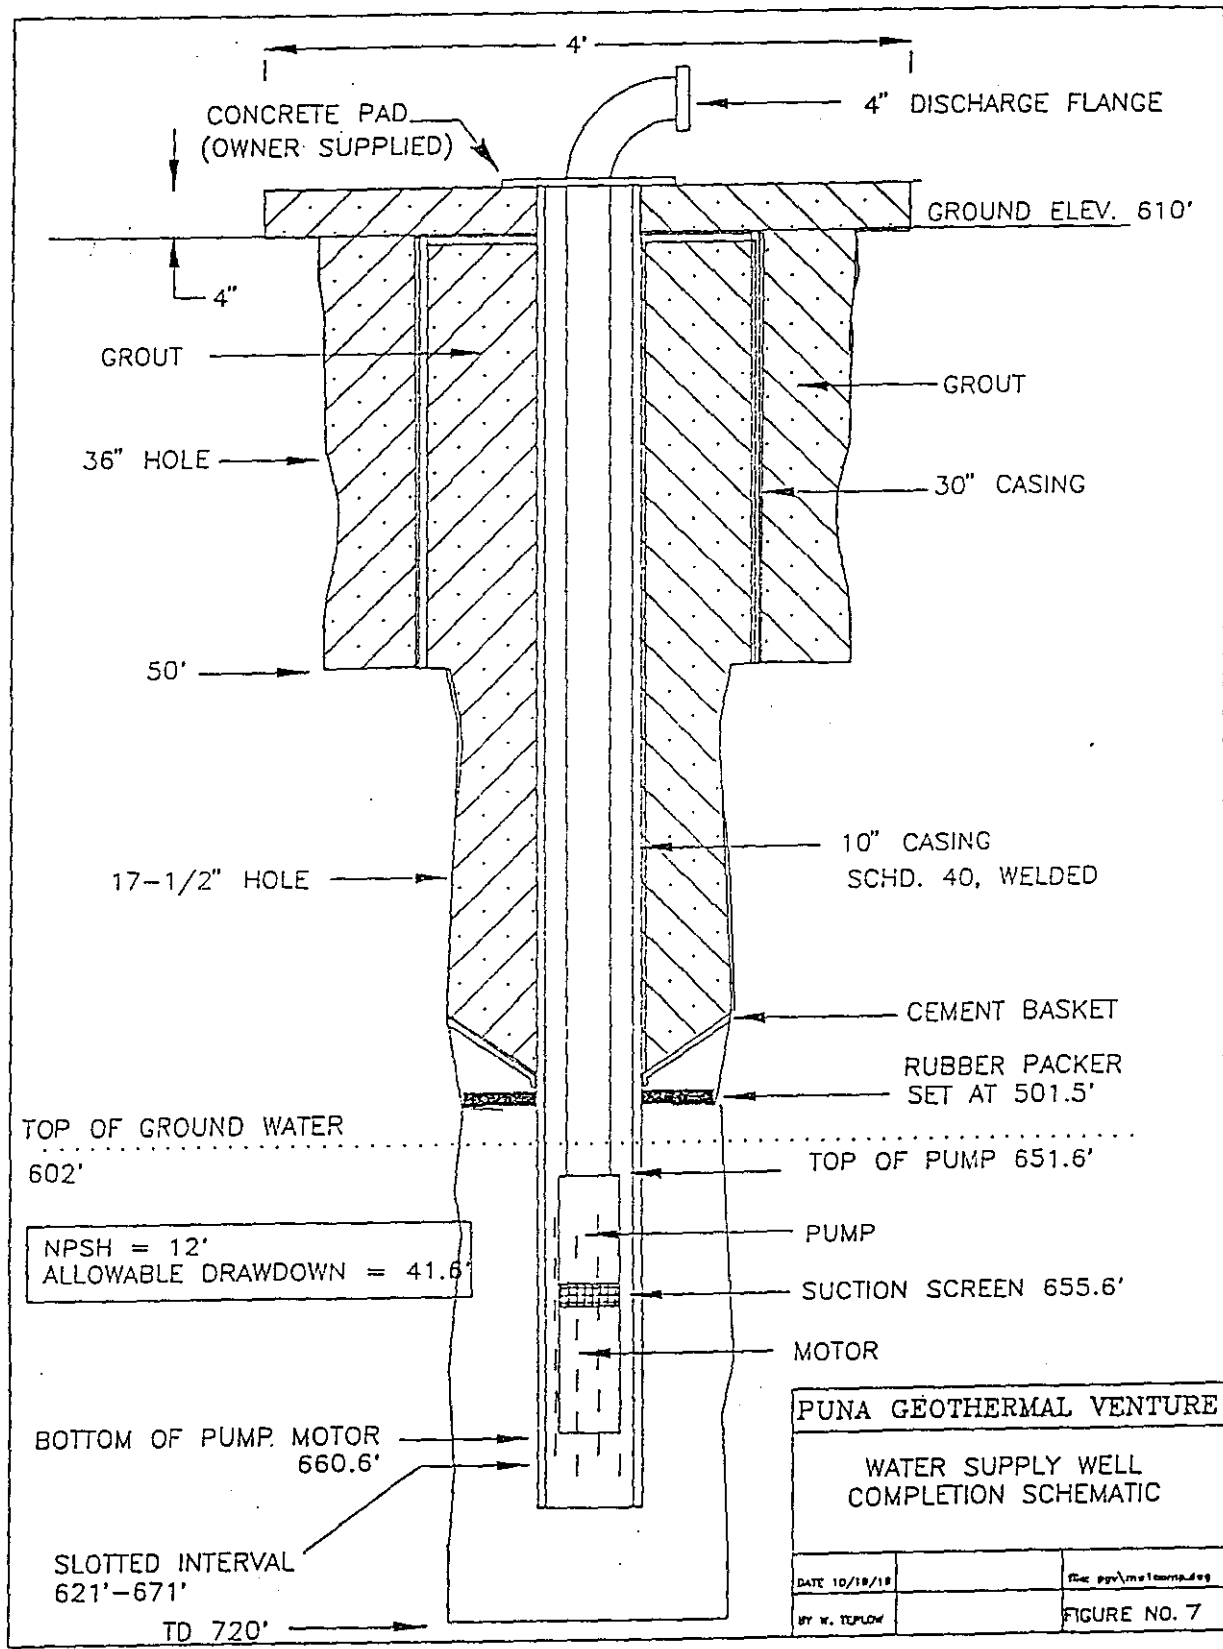 4'
4" DISCHARGE FLANGE
CONCRETE PAD
(OWNER SUPPLIED)
GROUND ELEV. 610'
4"
GROUT
GROUT
36" HOLE
30" CASING
50'
10" CASING
SCHD. 40, WELDED
17-1/2" HOLE
CEMENT BASKET
RUBBER PACKER
SET AT 501.5'
TOP OF GROUND WATER
602'
TOP OF PUMP 651.6'
NPSH = 12'
ALLOWABLE DRAWDOWN = 41.6'
PUMP
SUCTION SCREEN 655.6'
MOTOR
PUNA GEOTHERMAL VENTURE
BOTTOM OF PUMP MOTOR
660.6'
WATER SUPPLY WELL
COMPLETION SCHEMATIC
SLOTTED INTERVAL
621'-671'
DATE
BY W. TEPLOW
FIGURE NO. 7
TD 720'